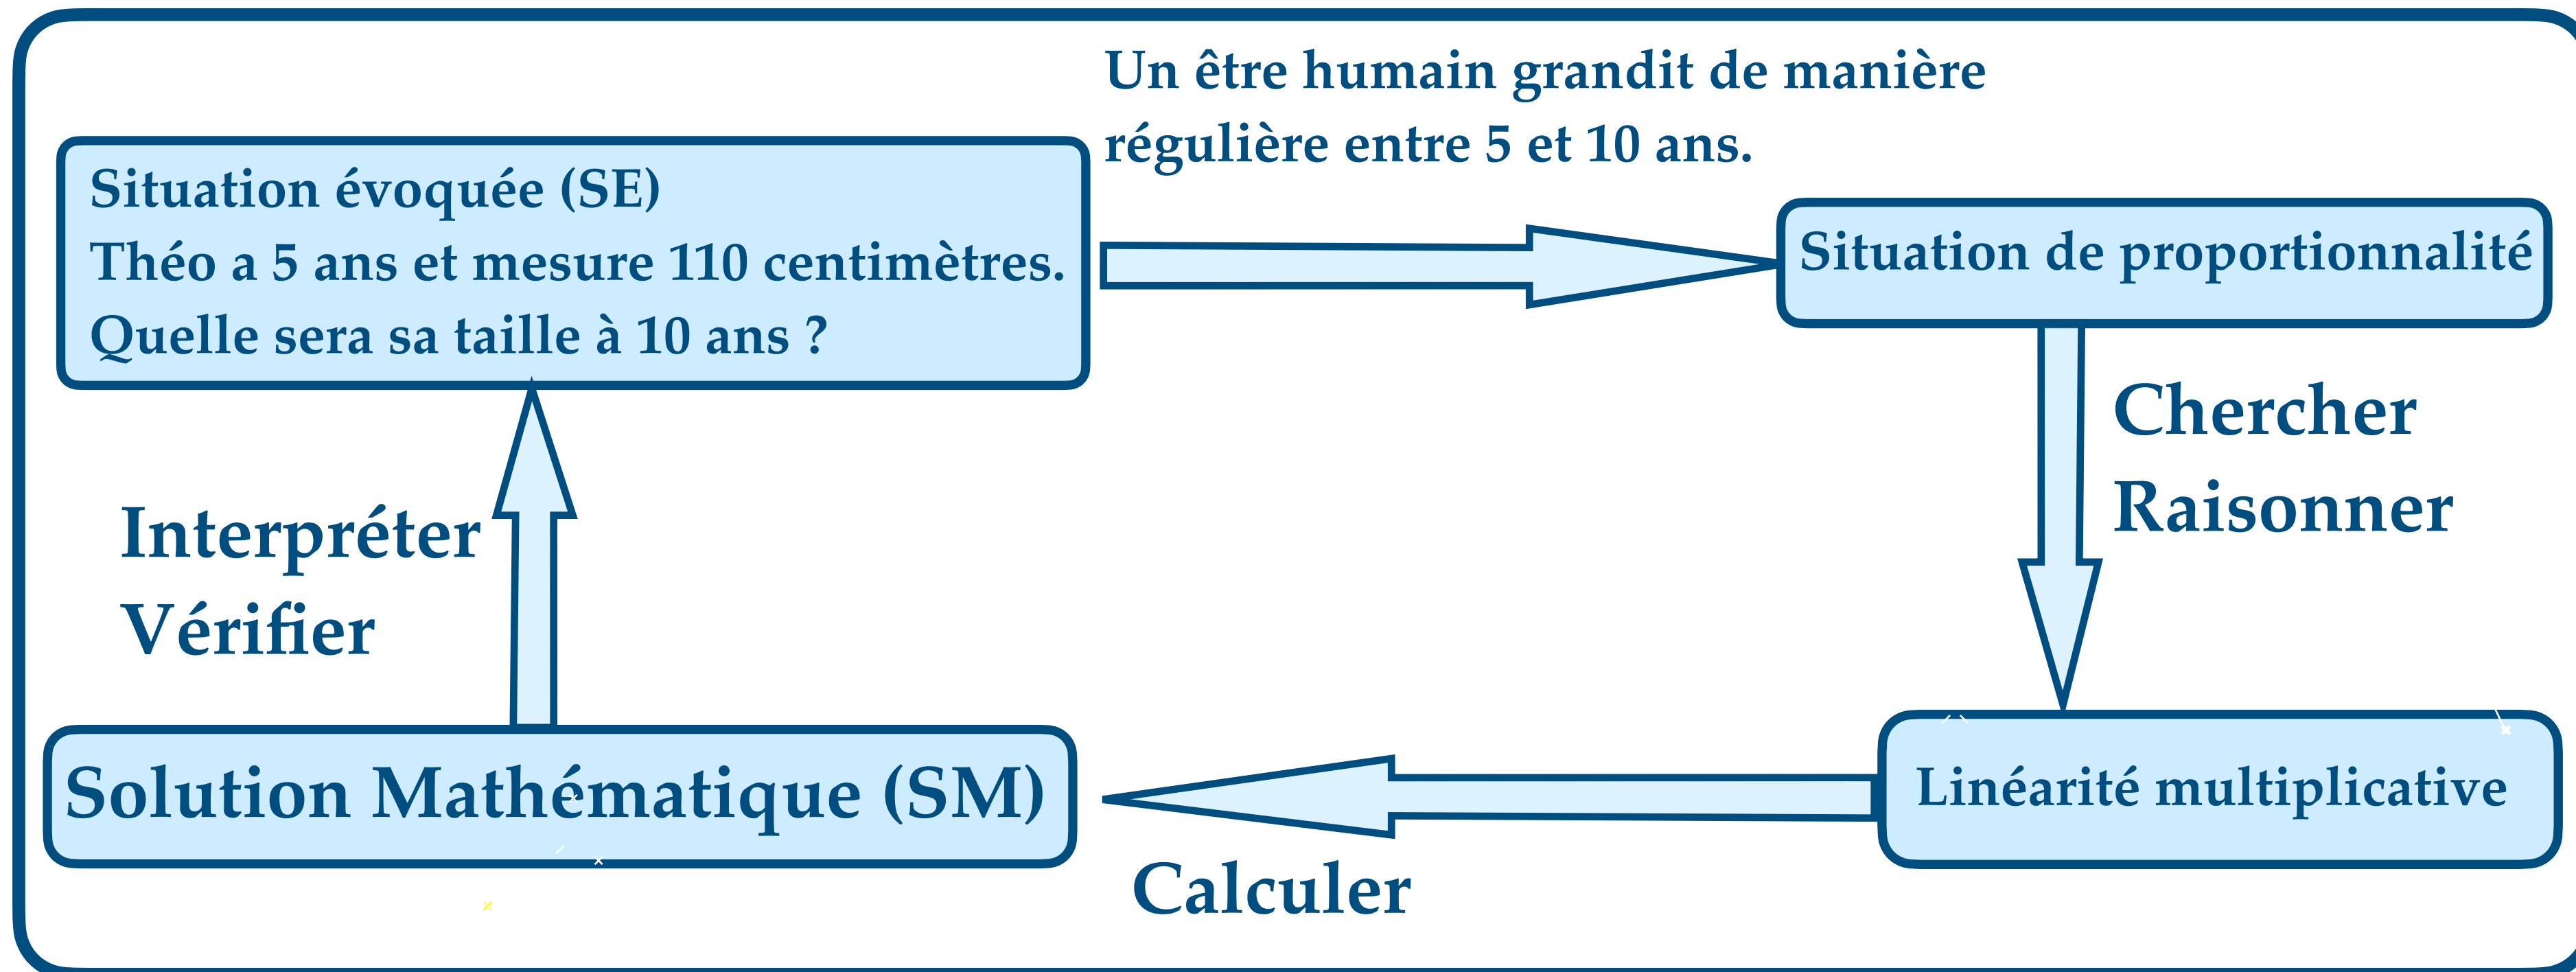 Un être humain grandit de manière
régulière entre 5 et 10 ans.
Situation évoquée (SE)
Théo a 5 ans et mesure 110 centimètres.
Quelle sera sa taille à 10 ans ?
Situation de proportionnalité
Chercher
Raisonner
Interpréter
Vérifier
Solution Mathématique (SM)
Linéarité multiplicative
Calculer